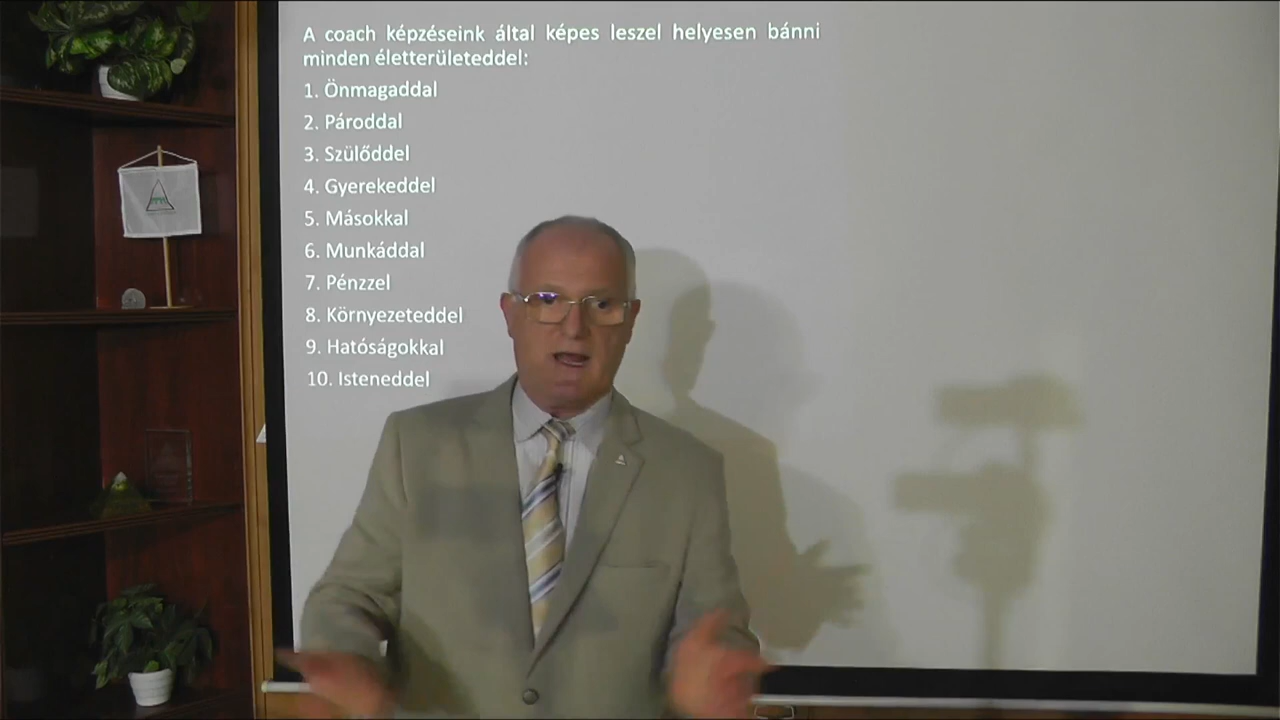 A coach képzéseink által képes leszel helyesen bánni
minden életterületeddel:
1. Önmagaddal
2. Pároddal
3. Szülőddel
4. Gyerekeddel
5. Másokkal
6. Munkáddal
7. Pénzzel
8. Környezeteddel
9. Hatóságokkal
10. Isteneddel